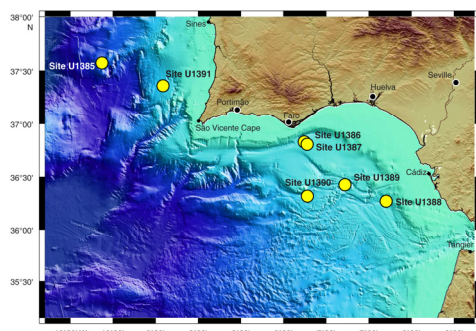 38°00'
N
Sines
Site U1385
37°30'
Site U1391
Seville
Huelva
Portimão
Faro
37°00'
São Vicente Cape
Site U1386
Site U1387
36°30'
Site U1390
Site U1389
Cádiz
Site U1388
36°00'
Tangier
35°30'